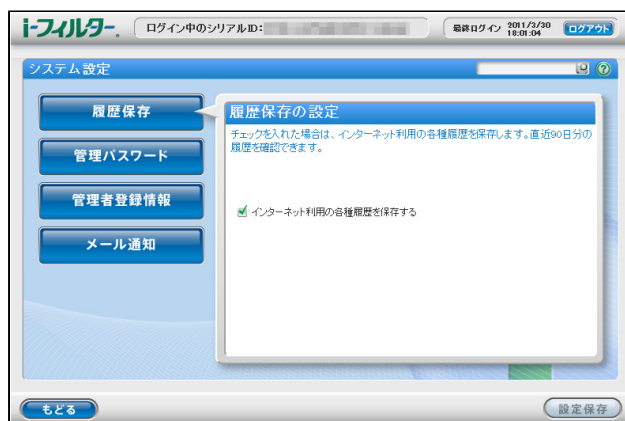 i-フィルター. ログイン中のシリアルID: 最終ログイン 2011/3/30 18:01:04 ログアウト
システム設定
履歴保存
管理パスワード
管理者登録情報
メール通知
履歴保存の設定
チェックを入れた場合は、インターネット利用の各種履歴を保存します。直近90日分の
履歴を確認できます。
インターネット利用の各種履歴を保存する
もどる 設定保存